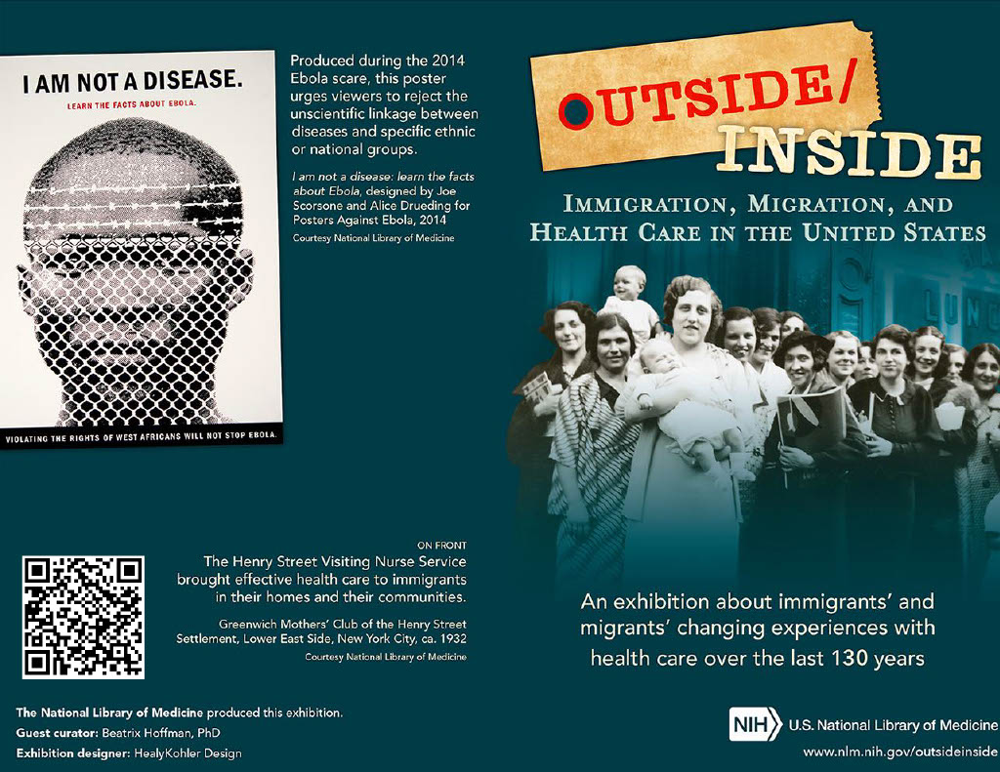 I AM NOT A DISEASE.
LEARN THE FACTS ABOUT EBOLA.
VIOLATING THE RIGHTS OF WEST AFRICANS WILL NOT STOP EBOLA.
Produced during the 2014
Ebola scare, this poster
urges viewers to reject the
unscientific linkage between
diseases and specific ethnic
or national groups.
I am not a disease: learn the facts
about Ebola, designed by Joe
Scorsone and Alice Drueding for
Posters Against Ebola, 2014
Courtesy National Library of Medicine
ON FRONT
The Henry Street Visiting Nurse Service
brought effective health care to immigrants
in their homes and their communities.
Greenwich Mothers’ Club of the Henry Street
Settlement, Lower East Side, New York City, ca. 1932
Courtesy National Library of Medicine
The National Library of Medicine produced this exhibition.
Guest curator: Beatrix Hoffman, PhD
Exhibition designer: HealyKohler Design
OUTSIDE/
INSIDE
IMMIGRATION, MIGRATION, AND
HEALTH CARE IN THE UNITED STATES
LUNC
An exhibition about immigrants’ and
migrants’ changing experiences with
health care over the last 130 years
NIH U.S. National Library of Medicine
www.nlm.nih.gov/outsideinside